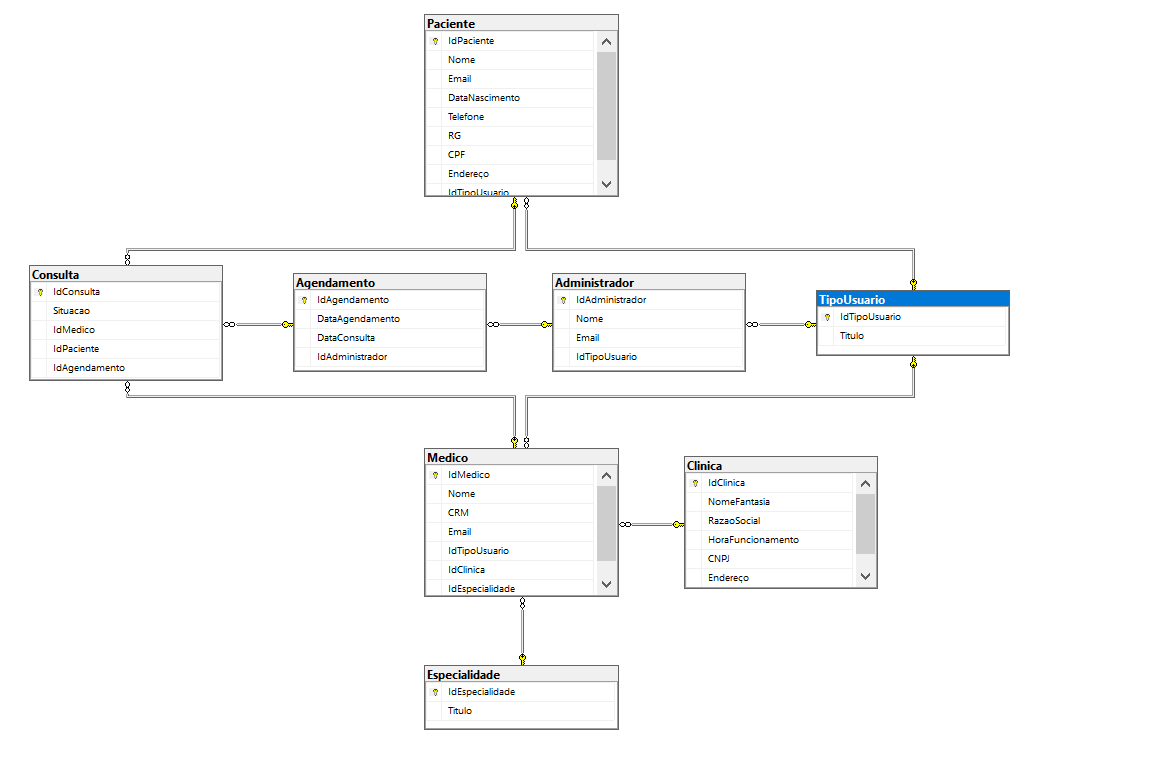 Paciente
IdPaciente
Nome
Email
DataNascimento
Telefone
RG
CPF
Endereço
IdTipoUsuario
Consulta
IdConsulta
Situacao
IdMedico
IdPaciente
IdAgendamento
Agendamento
IdAgendamento
DataAgendamento
DataConsulta
IdAdministrador
Administrador
IdAdministrador
Nome
Email
IdTipoUsuario
TipoUsuario
IdTipoUsuario
Titulo
Medico
IdMedico
Nome
CRM
Email
IdTipoUsuario
IdClinica
IdEspecialidade
Clinica
IdClinica
NomeFantasia
RazaoSocial
HoraFuncionamento
CNPJ
Endereço
Especialidade
IdEspecialidade
Titulo